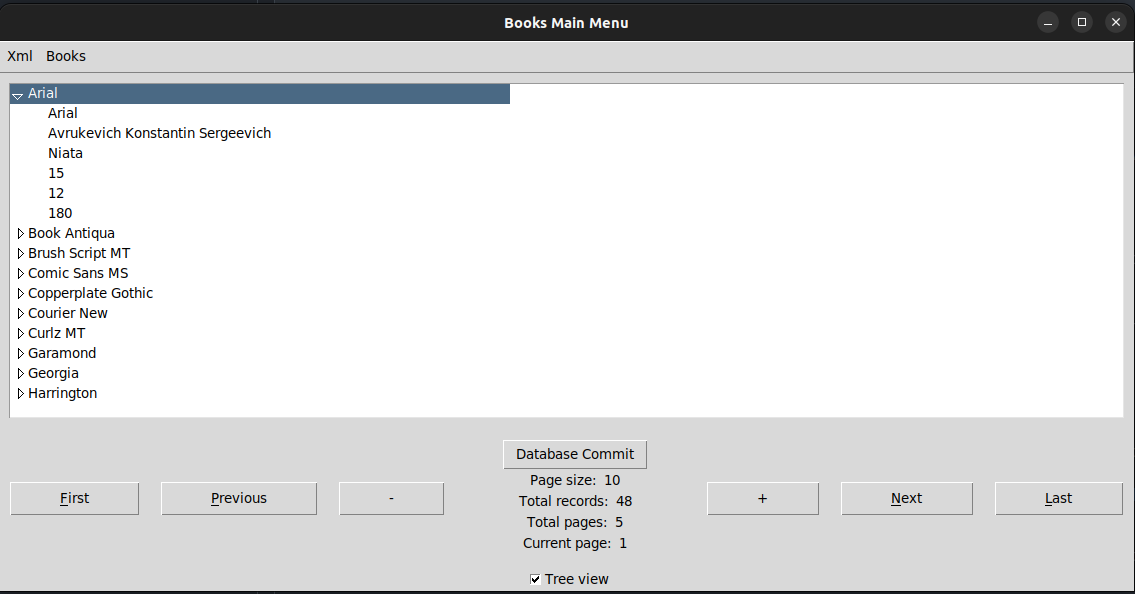 Books Main Menu
Xml Books
Arial
Arial
Avrukevich Konstantin Sergeevich
Niata
15
12
180
Book Antiqua
Brush Script MT
Comic Sans MS
Copperplate Gothic
Courier New
Curlz MT
Garamond
Georgia
Harrington
Database Commit
Page size: 10
First Previous - + Next Last
Total records: 48
Total pages: 5
Current page: 1
Tree view